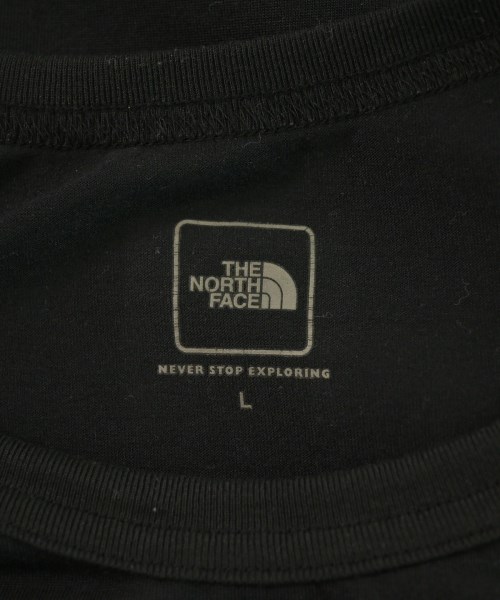 THE
NORTH
FACE
NEVER STOP EXPLORING
L